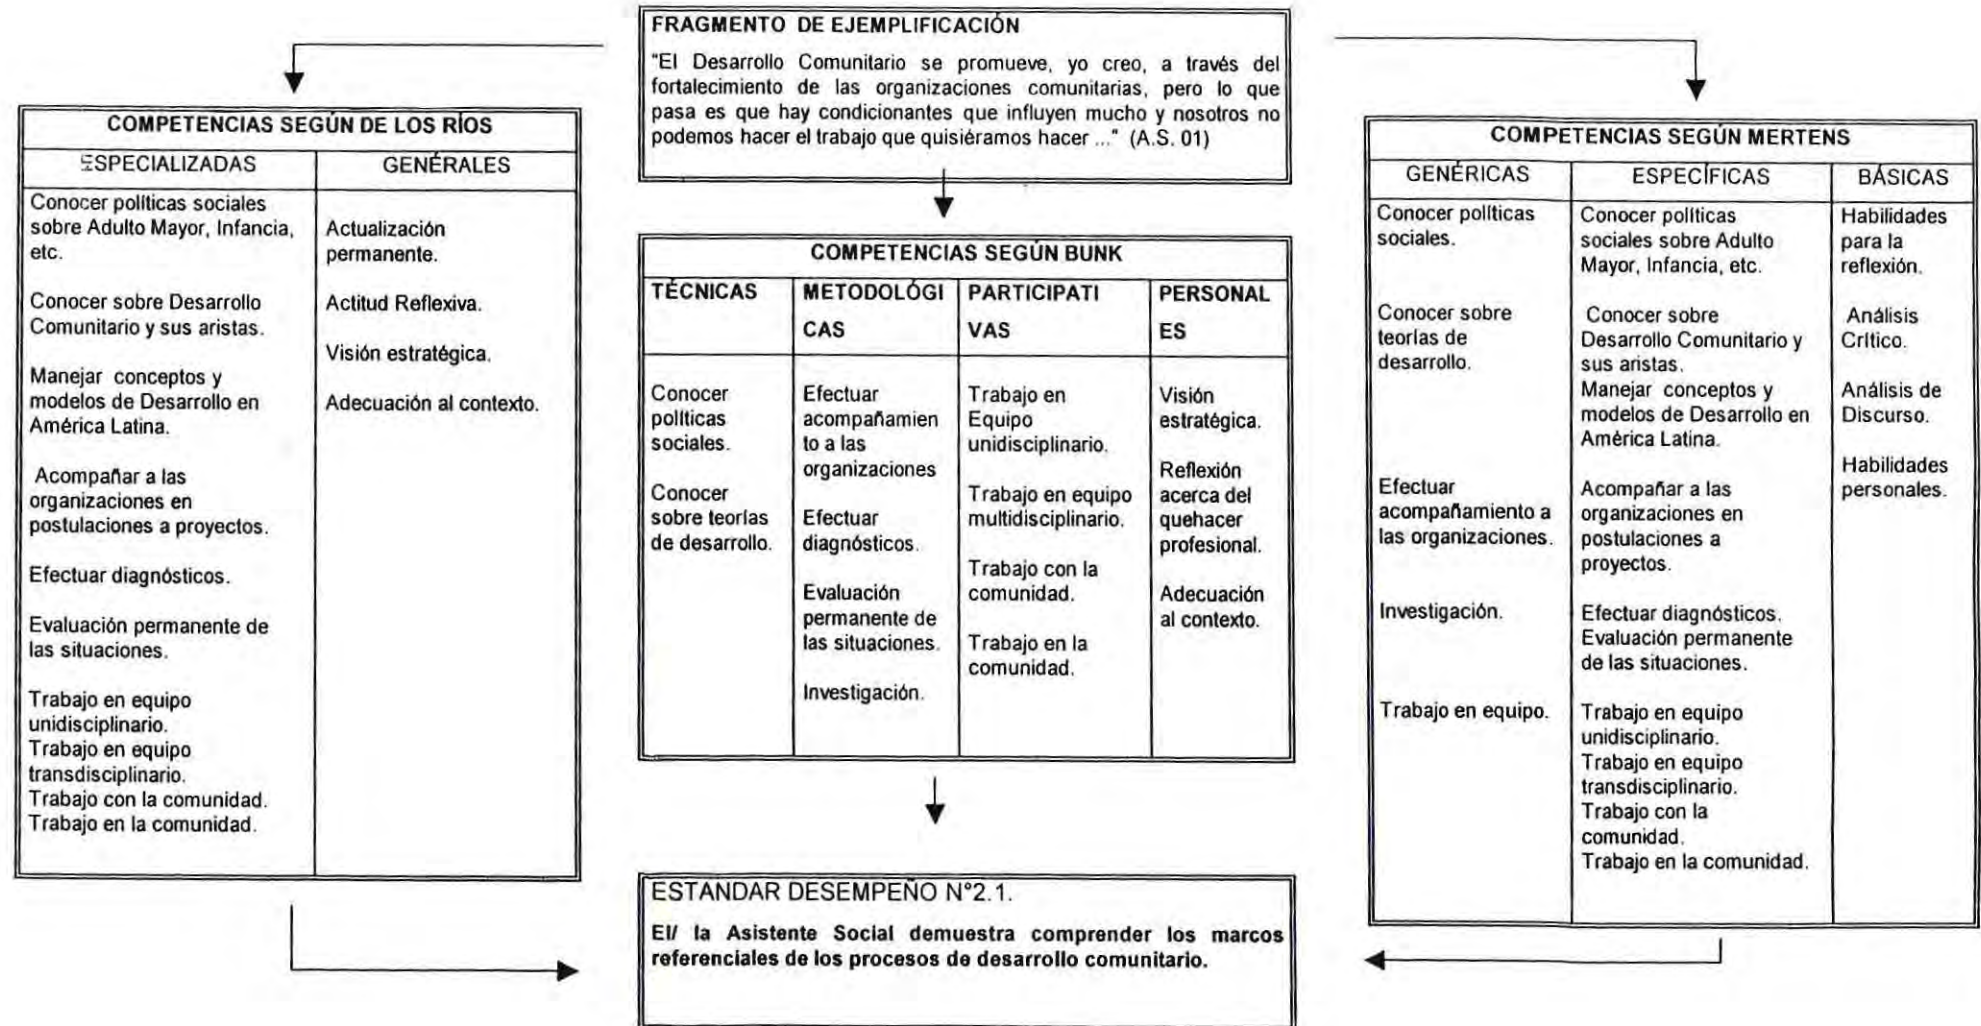 FRAGMENTO DE EJEMPLIFICACIÓN
"El Desarrollo Comunitario se promueve, yo creo, a través del
fortalecimiento de las organizaciones comunitarias, pero lo que
pasa es que hay condicionantes que influyen mucho y nosotros no
podemos hacer el trabajo que quisiéramos hacer ..." (A.S. 01)
COMPETENCIAS SEGÚN DE LOS RÍOS
ESPECIALIZADAS
Conocer políticas sociales
sobre Adulto Mayor, Infancia,
etc.
Conocer sobre Desarrollo
Comunitario y sus aristas.
Manejar conceptos y
modelos de Desarrollo en
América Latina.
Acompañar a las
organizaciones en
postulaciones a proyectos.
Efectuar diagnósticos.
Evaluación permanente de
las situaciones.
Trabajo en equipo
unidisciplinario.
Trabajo en equipo
transdisciplinario.
Trabajo con la comunidad.
Trabajo en la comunidad.
GENÉRALES
Actualización
permanente.
Actitud Reflexiva.
Visión estratégica.
Adecuación al contexto.
COMPETENCIAS SEGÚN BUNK
TÉCNICAS
Conocer
políticas
sociales.
Conocer
sobre teorías
de desarrollo.
METODOLÓGI
CAS
Efectuar
acompañamien
to a las
organizaciones
Efectuar
diagnósticos.
Evaluación
permanente de
las situaciones.
Investigación.
PARTICIPATI
VAS
Trabajo en
Equipo
unidisciplinario.
Trabajo en equipo
multidisciplinario.
Trabajo con la
comunidad.
Trabajo en la
comunidad.
PERSONAL
ES
Visión
estratégica.
Reflexión
acerca del
quehacer
profesional.
Adecuación
al contexto.
COMPETENCIAS SEGÚN MERTENS
GENÉRICAS
Conocer políticas
sociales.
Conocer sobre
teorías de
desarrollo.
Efectuar
acompañamiento a
las organizaciones.
Investigación.
Trabajo en equipo.
ESPECÍFICAS
Conocer políticas
sociales sobre Adulto
Mayor, Infancia, etc.
Conocer sobre
Desarrollo Comunitario y
sus aristas.
Manejar conceptos y
modelos de Desarrollo en
América Latina.
Acompañar a las
organizaciones en
postulaciones a
proyectos.
Efectuar diagnósticos.
Evaluación permanente
de las situaciones.
Trabajo en equipo
unidisciplinario.
Trabajo en equipo
transdisciplinario.
Trabajo con la
comunidad.
Trabajo en la comunidad.
BÁSICAS
Habilidades
para la
reflexión.
Análisis
Crítico.
Análisis de
Discurso.
Habilidades
personales.
ESTANDAR DESEMPEÑO N°2.1.
El/ la Asistente Social demuestra comprender los marcos
referenciales de los procesos de desarrollo comunitario.